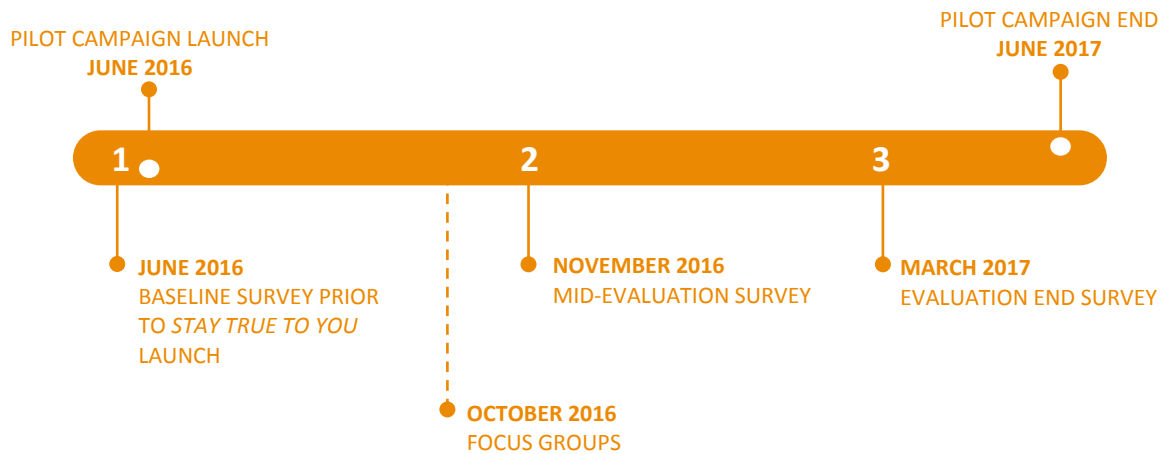 PILOT CAMPAIGN LAUNCH
JUNE 2016
PILOT CAMPAIGN END
JUNE 2017
1
2
3
JUNE 2016
BASELINE SURVEY PRIOR
TO STAY TRUE TO YOU
LAUNCH
NOVEMBER 2016
MID-EVALUATION SURVEY
MARCH 2017
EVALUATION END SURVEY
OCTOBER 2016
FOCUS GROUPS